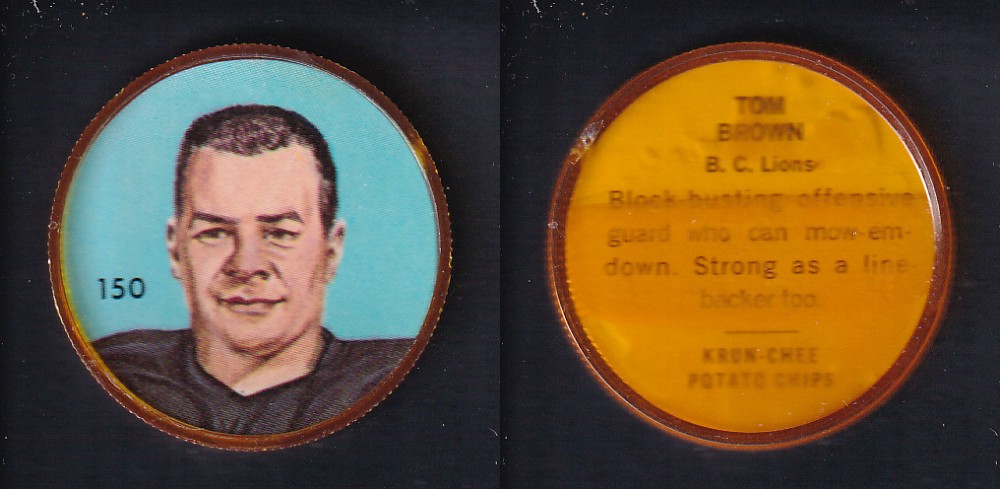 150
TOM
BROWN
B. C. Lions
Block-busting offensive
guard who can mow-em-
down. Strong as a line-
backer too.
KRUN-CHEE
POTATO CHIPS